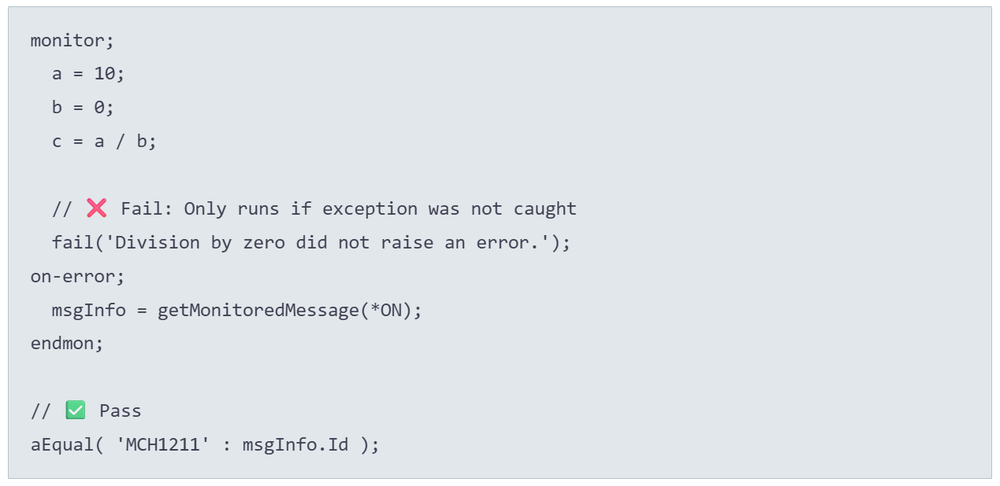 monitor;
  a = 10;
  b = 0;
  c = a / b;

  // ❌ Fail: Only runs if exception was not caught
  fail('Division by zero did not raise an error.');
on-error;
  msgInfo = getMonitoredMessage(*ON);
endmon;

// ✅ Pass
aEqual( 'MCH1211' : msgInfo.Id );